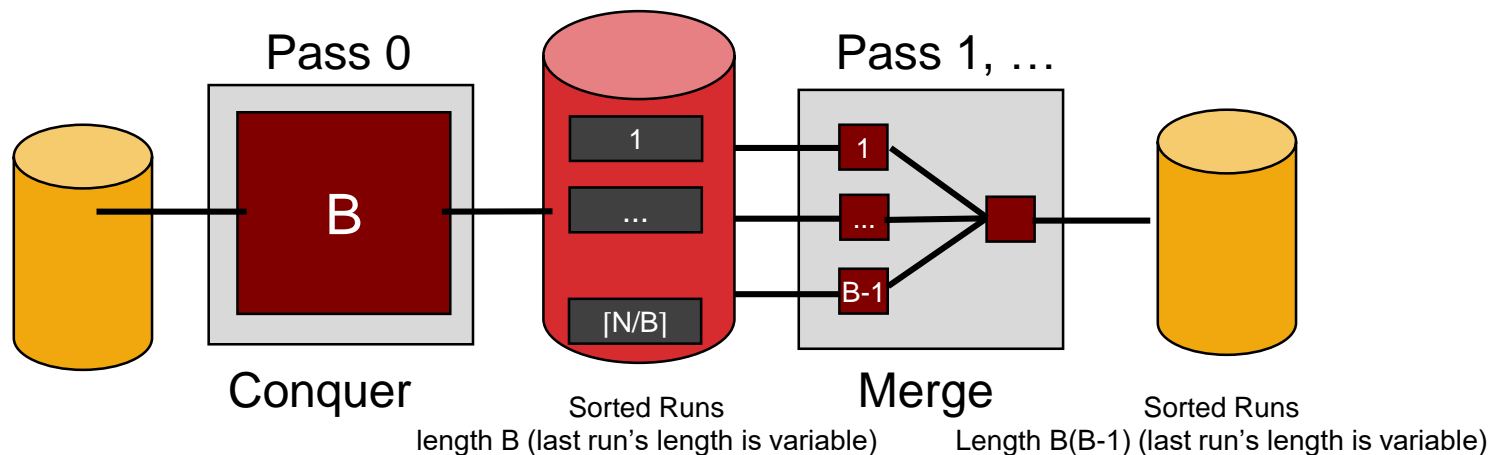 Pass 0
Pass 1, …
B
1
...
⌈N/B⌉
1
...
B-1
Conquer
Merge
Sorted Runs
length B (last run’s length is variable)
Sorted Runs
Length B(B-1) (last run’s length is variable)